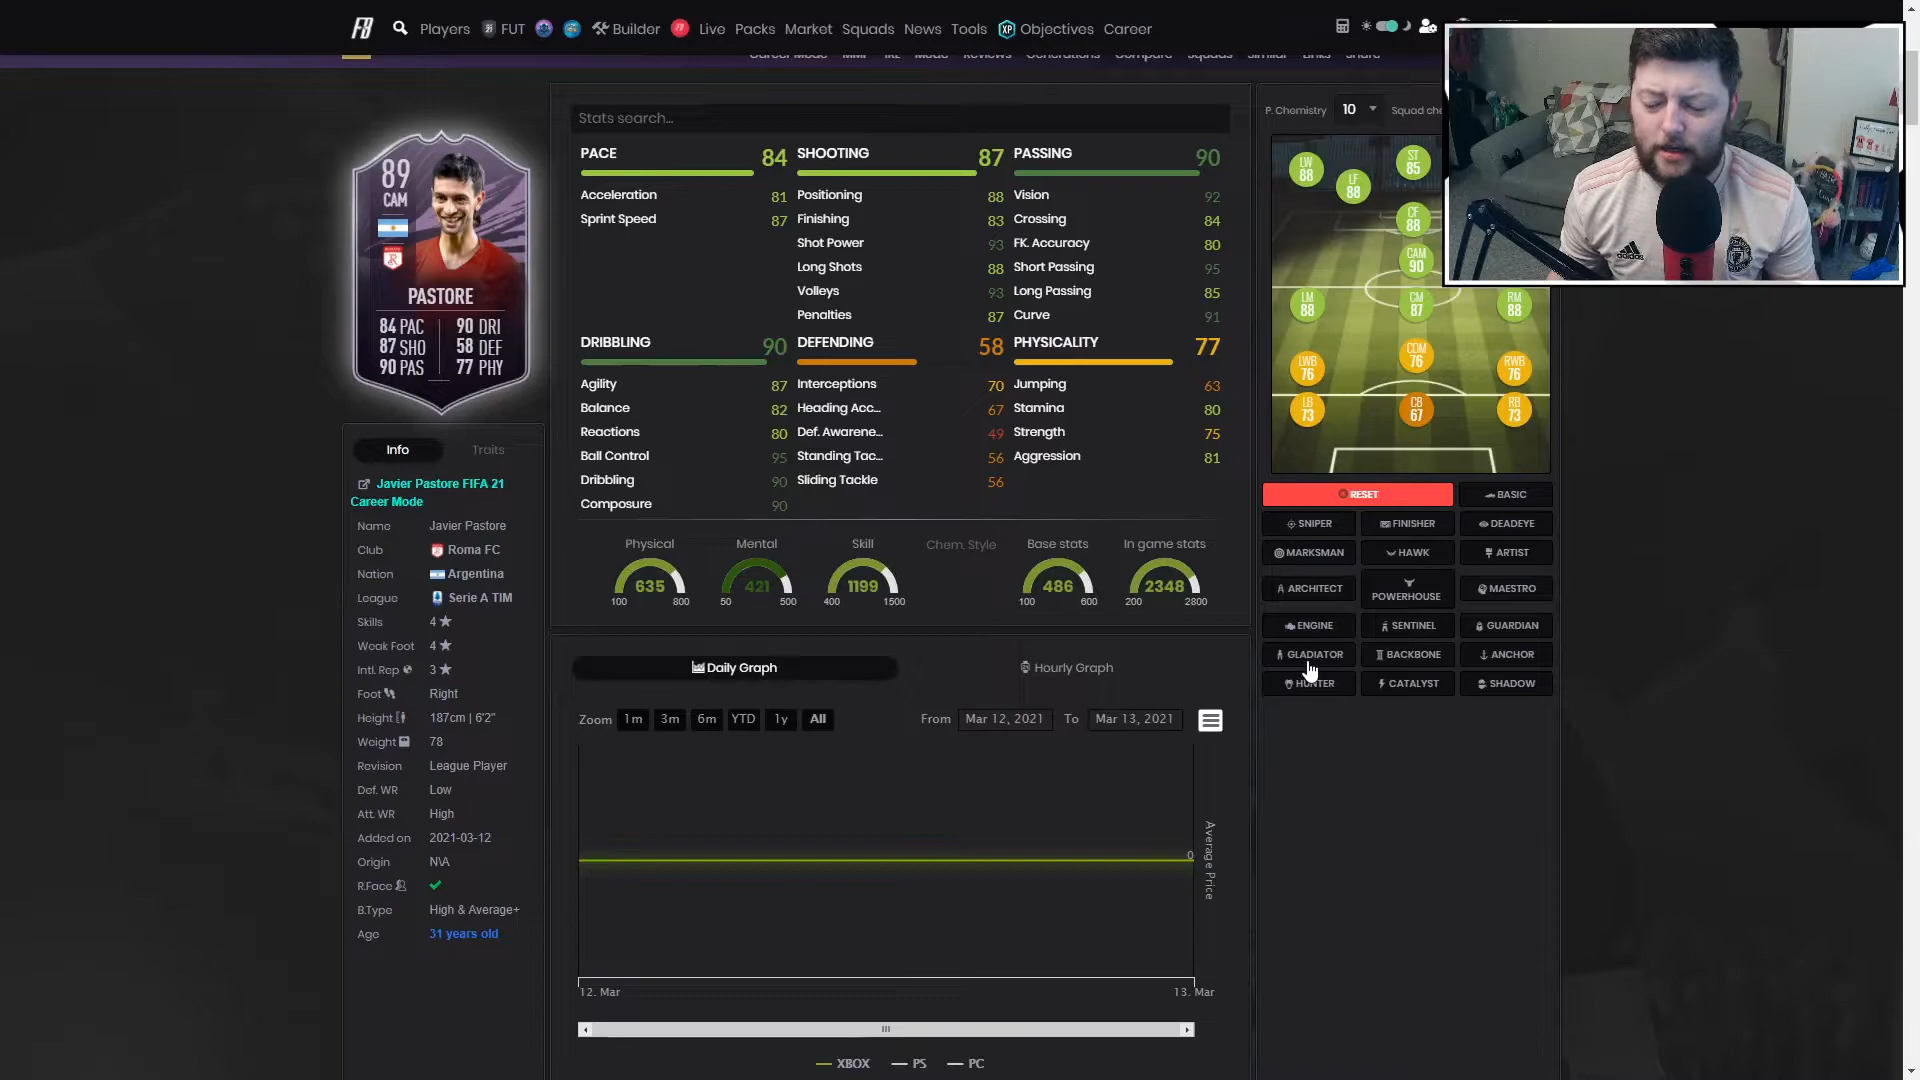 FB Players 21 FUT Builder Live Packs Market Squads News Tools XP Objectives Career
89
CAM
PASTORE
84 PAC 90 DRI
87 SHO 58 DEF
90 PAS 77 PHY
Info Traits
Javier Pastore FIFA 21
Career Mode
Name Javier Pastore
Club Roma FC
Nation Argentina
League Serie A TIM
Skills 4
Weak Foot 4
Intl. Rep 3
Foot Right
Height 187cm | 6'2"
Weight 78
Revision League Player
Def. WR Low
Att. WR High
Added on 2021-03-12
Origin N\A
R.Face
B.Type High & Average+
Age 31 years old
Stats search...
PACE 84 SHOOTING 87 PASSING 90
Acceleration 81 Positioning 88 Vision 92
Sprint Speed 87 Finishing 83 Crossing 84
Shot Power 93 FK. Accuracy 80
Long Shots 88 Short Passing 95
Volleys 93 Long Passing 85
Penalties 87 Curve 91
DRIBBLING 90 DEFENDING 58 PHYSICALITY 77
Agility 87 Interceptions 70 Jumping 63
Balance 82 Heading Acc... 67 Stamina 80
Reactions 80 Def. Awarene... 49 Strength 75
Ball Control 95 Standing Tac... 56 Aggression 81
Dribbling 90 Sliding Tackle 56
Composure 90
Physical Mental Skill Chem. Style Base stats In game stats
635 421 1199 486 2348
100 800 50 500 400 1500 100 600 200 2800
Daily Graph Hourly Graph
Zoom 1m 3m 6m YTD 1y All From Mar 12, 2021 To Mar 13, 2021
Average Price
0
12. Mar 13. Mar
XBOX PS PC
P. Chemistry 10 Squad che
LW 88
ST 85
LF 88
CF 88
CAM 90
LM 88
CM 87
RM 88
LWB 76
CDM 76
RWB 76
LB 73
CB 67
RB 73
RESET BASIC
SNIPER FINISHER DEADEYE
MARKSMAN HAWK ARTIST
ARCHITECT POWERHOUSE MAESTRO
ENGINE SENTINEL GUARDIAN
GLADIATOR BACKBONE ANCHOR
HUNTER CATALYST SHADOW
adidas